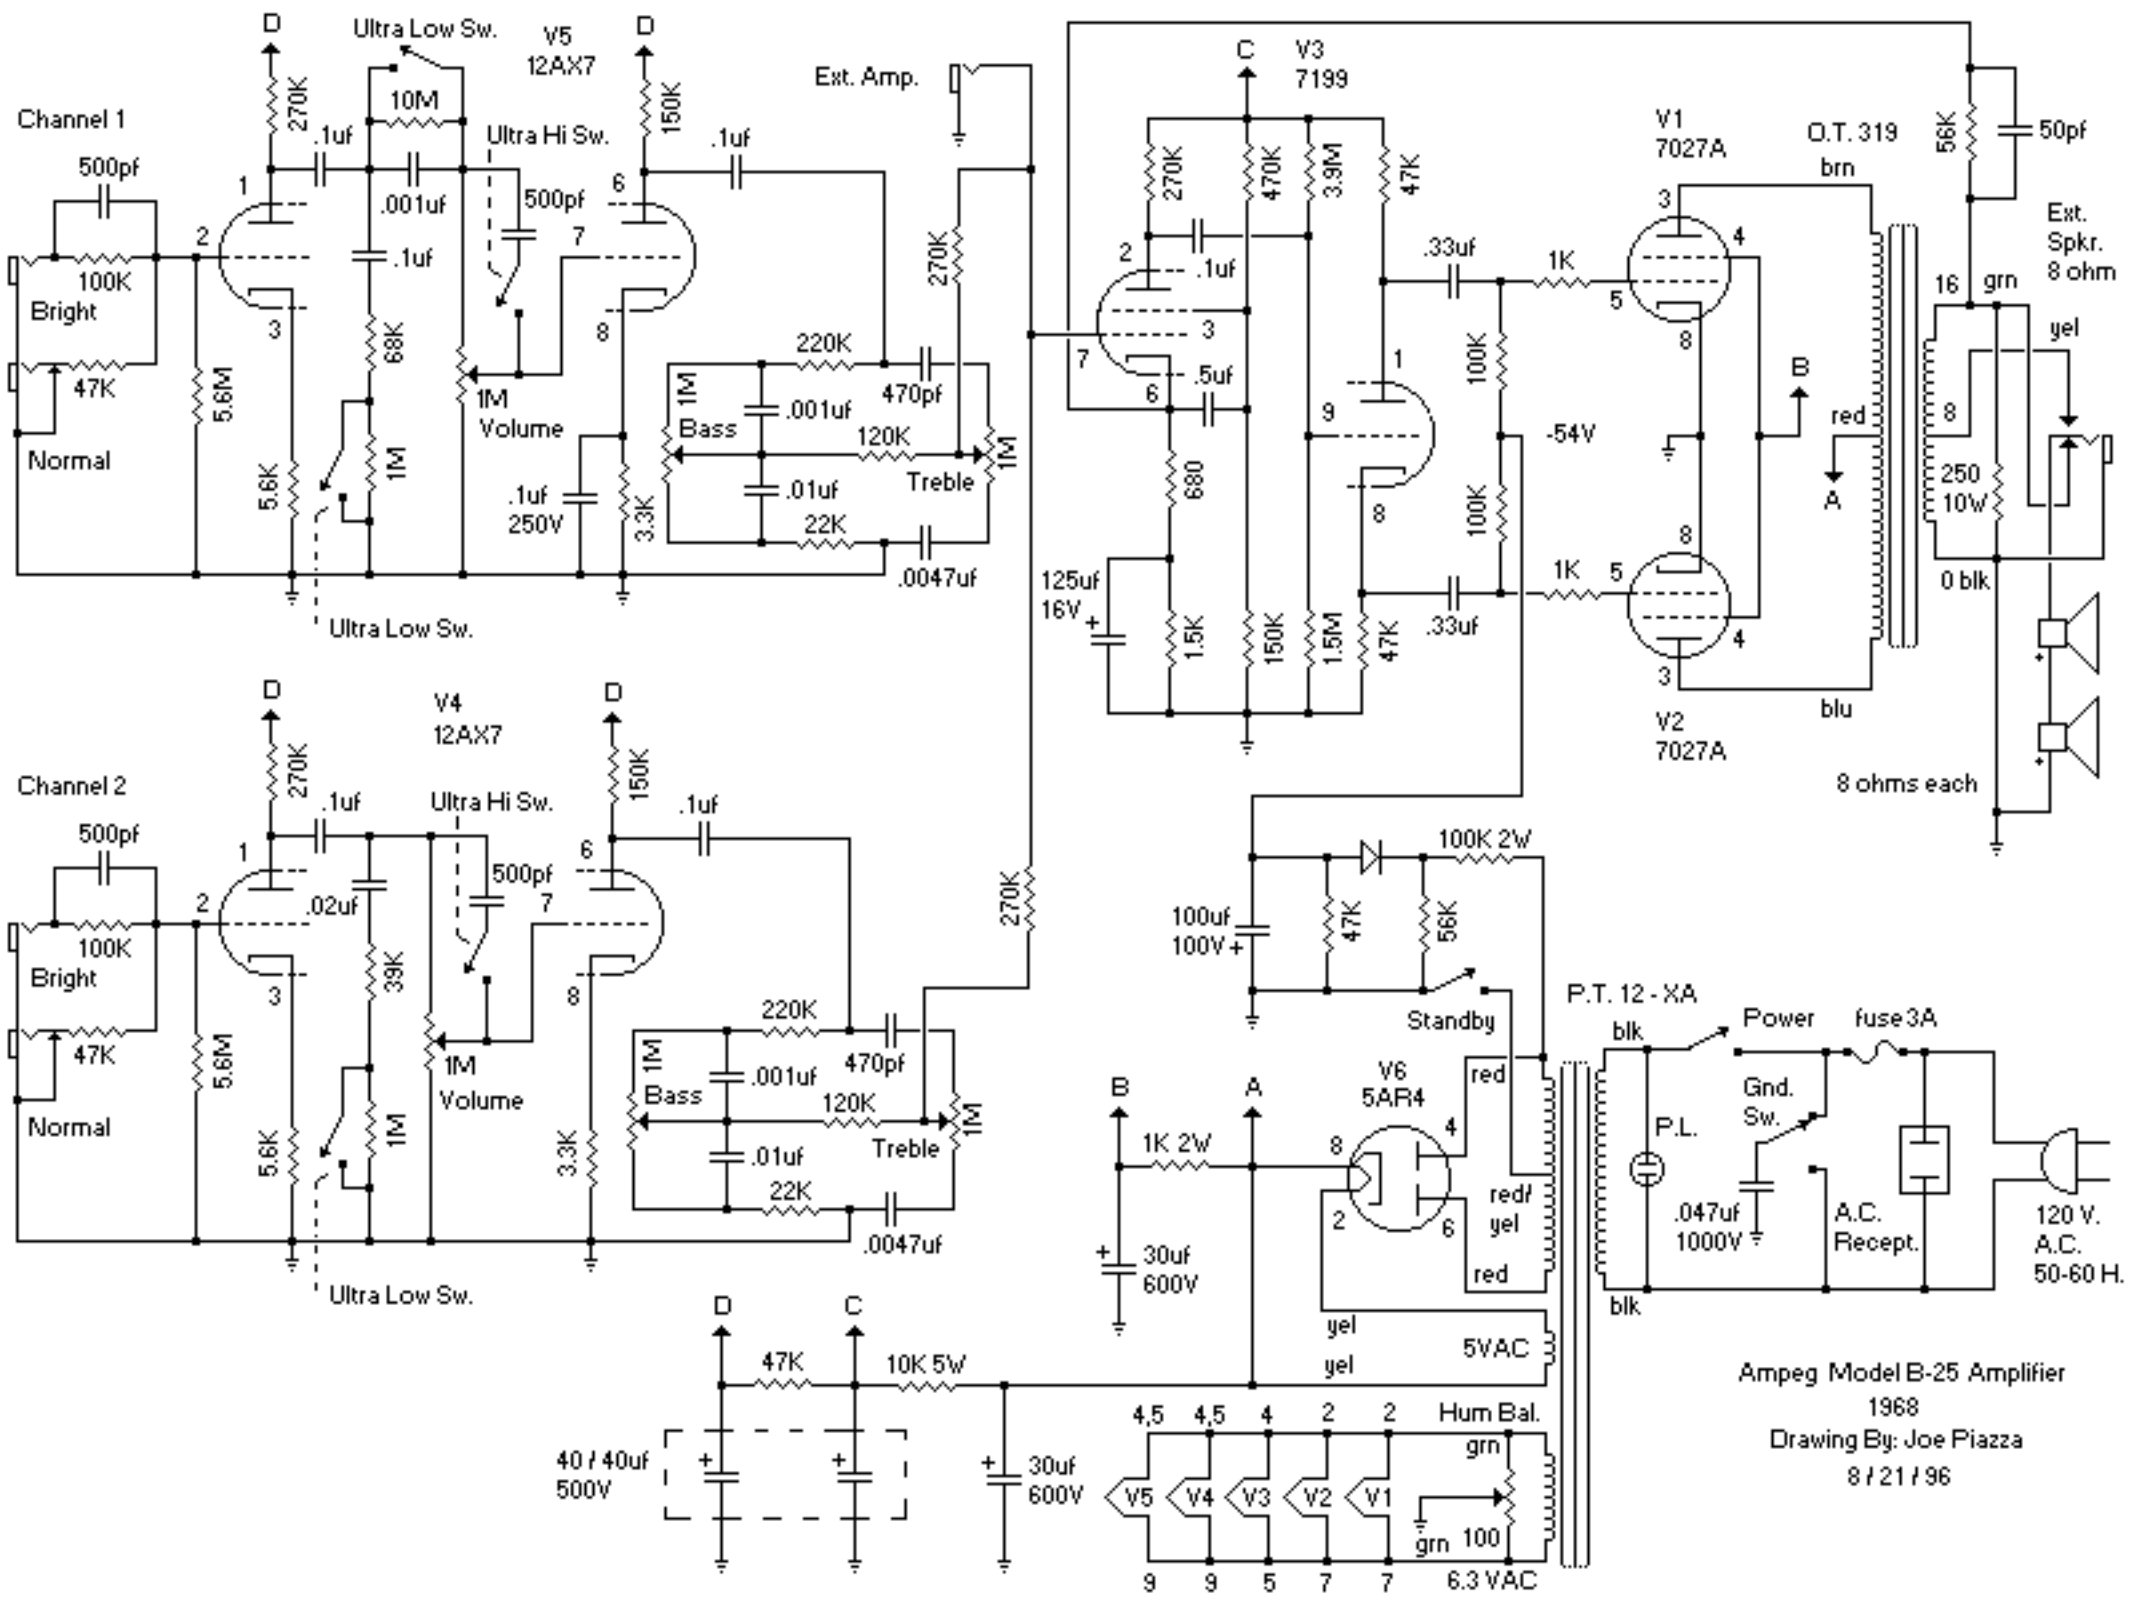 D
Ultra Low Sw.
V5
12AX7
D
270K
10M
150K
Ext. Amp.
Channel 1
500pf
.1uf
Ultra Hi Sw.
.1uf
1
.001uf
500pf
6
2
7
100K
.1uf
Bright
3
8
68K
220K
270K
47K
5.6M
1M
Volume
1M
.001uf
470pf
Bass
120K
1M
Normal
5.6K
1M
.1uf
250V
3.3K
.01uf
Treble
22K
.0047uf
Ultra Low Sw.
C
V3
7199
270K
470K
3.9M
47K
2
.1uf
3
7
6
.5uf
1
9
680
8
125uf
16V
+
1.5K
150K
1.5M
47K
.33uf
1K
100K
-54V
100K
1K
.33uf
V1
7027A
3
4
5
8
8
5
4
3
V2
7027A
O.T. 319
brn
red
A
B
blu
56K
50pf
Ext.
Spkr.
8 ohm
16
grn
yel
8
250
10W
0 blk
+
+
8 ohms each
D
V4
12AX7
D
270K
150K
Channel 2
500pf
.1uf
Ultra Hi Sw.
.1uf
1
.02uf
500pf
6
2
7
100K
Bright
3
39K
8
220K
270K
47K
5.6M
1M
Volume
1M
.001uf
470pf
Bass
120K
1M
Normal
5.6K
1M
3.3K
.01uf
Treble
22K
.0047uf
Ultra Low Sw.
100K 2W
100uf
100V
+
47K
56K
Standby
P.T. 12 - XA
blk
Power
fuse 3A
B
A
V6
5AR4
red
1K 2W
8
4
2
6
red/
yel
red
+
30uf
600V
Gnd.
Sw.
P.L.
.047uf
1000V
A.C.
Recept.
120 V.
A.C.
50-60 H.
blk
yel
yel
5VAC
D
C
47K
10K 5W
40 / 40uf
500V
+
+
+
30uf
600V
4,5
4,5
4
2
2
Hum Bal.
grn
V5
V4
V3
V2
V1
grn
100
9
9
5
7
7
6.3 VAC
Ampeg Model B-25 Amplifier
1968
Drawing By: Joe Piazza
8 / 21 / 96